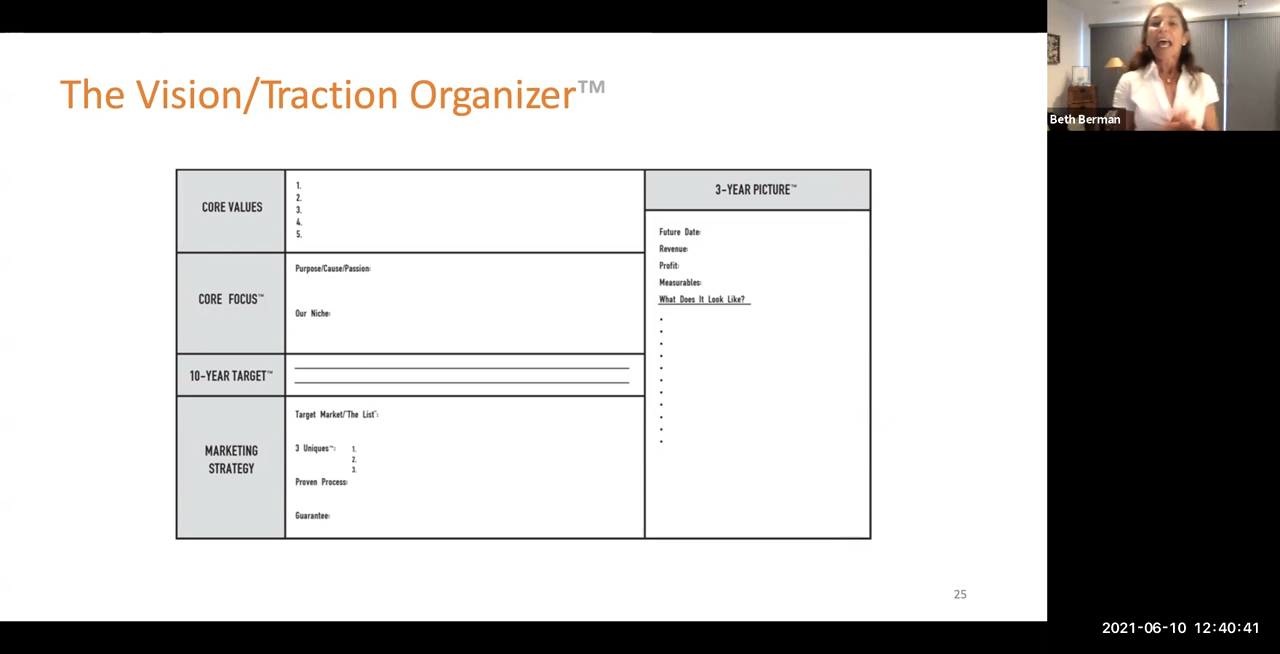 The Vision/Traction Organizer™
CORE VALUES
1.
2.
3.
4.
5.
CORE FOCUS™
Purpose/Cause/Passion:
Our Niche:
10-YEAR TARGET™
MARKETING
STRATEGY
Target Market/"The List":
3 Uniques™:
1.
2.
3.
Proven Process:
Guarantee:
3-YEAR PICTURE™
Future Date:
Revenue:
Profit:
Measurables:
What Does It Look Like?
25
Beth Berman
2021-06-10 12:40:41